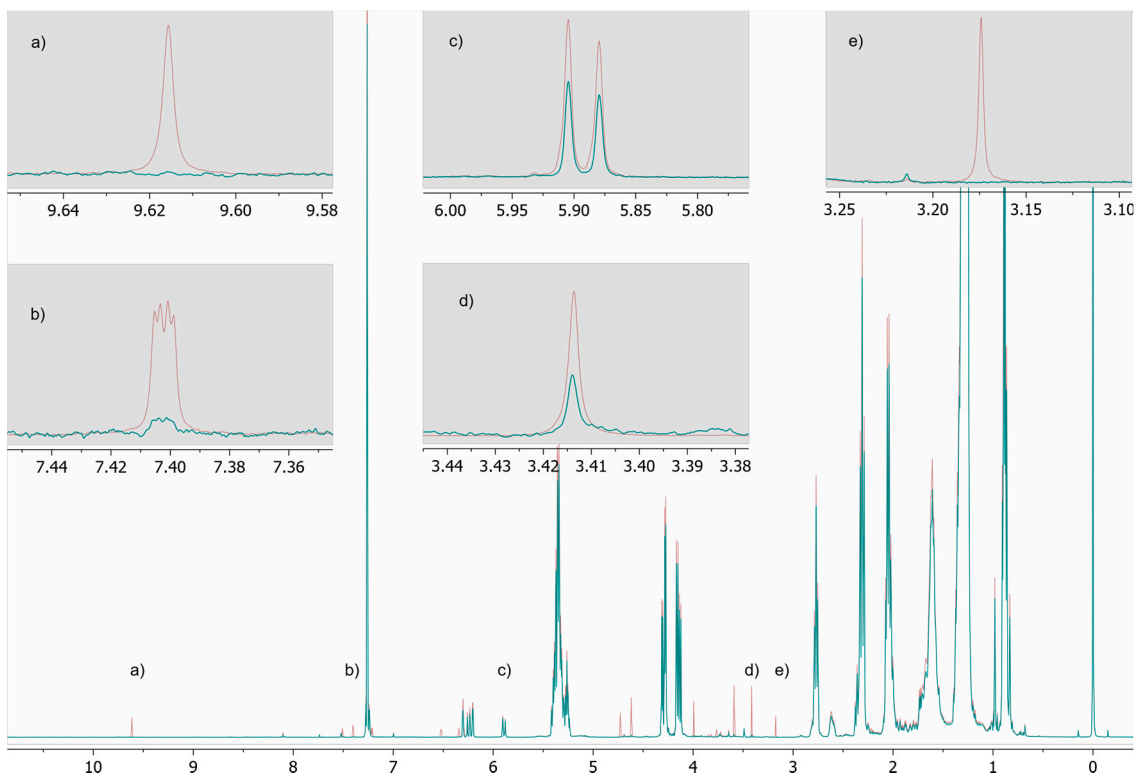 a) c) e)
9.64 9.62 9.60 9.58 6.00 5.95 5.90 5.85 5.80 3.25 3.20 3.15 3.10
b) d)
7.44 7.42 7.40 7.38 7.36 3.44 3.43 3.42 3.41 3.40 3.39 3.38
a) b) c) d) e)
10 9 8 7 6 5 4 3 2 1 0